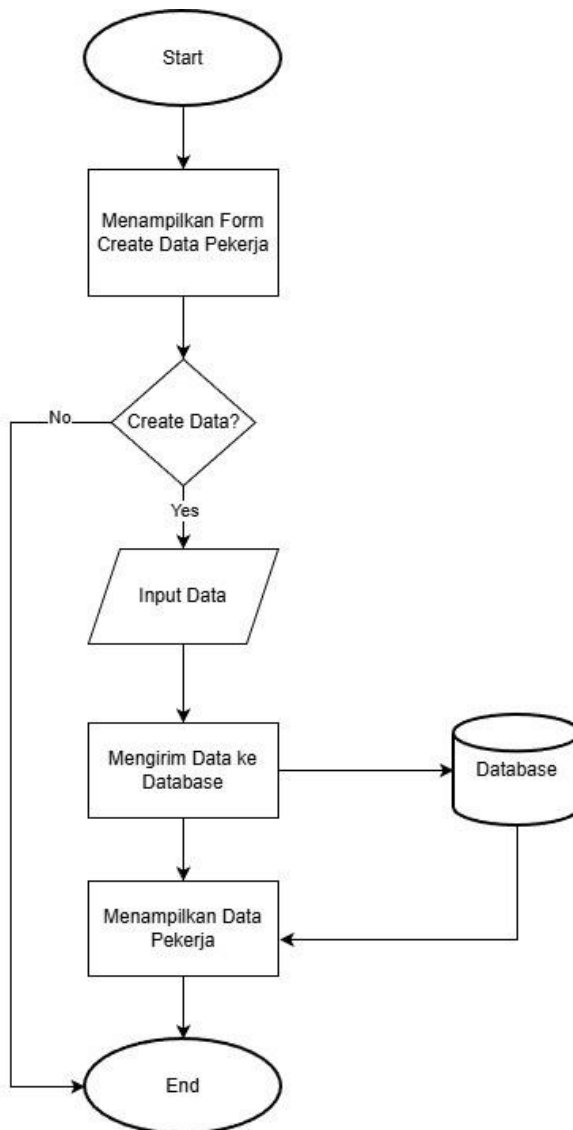 Start
Menampilkan Form
Create Data Pekerja
Create Data?
No
Yes
Input Data
Mengirim Data ke
Database
Database
Menampilkan Data
Pekerja
End